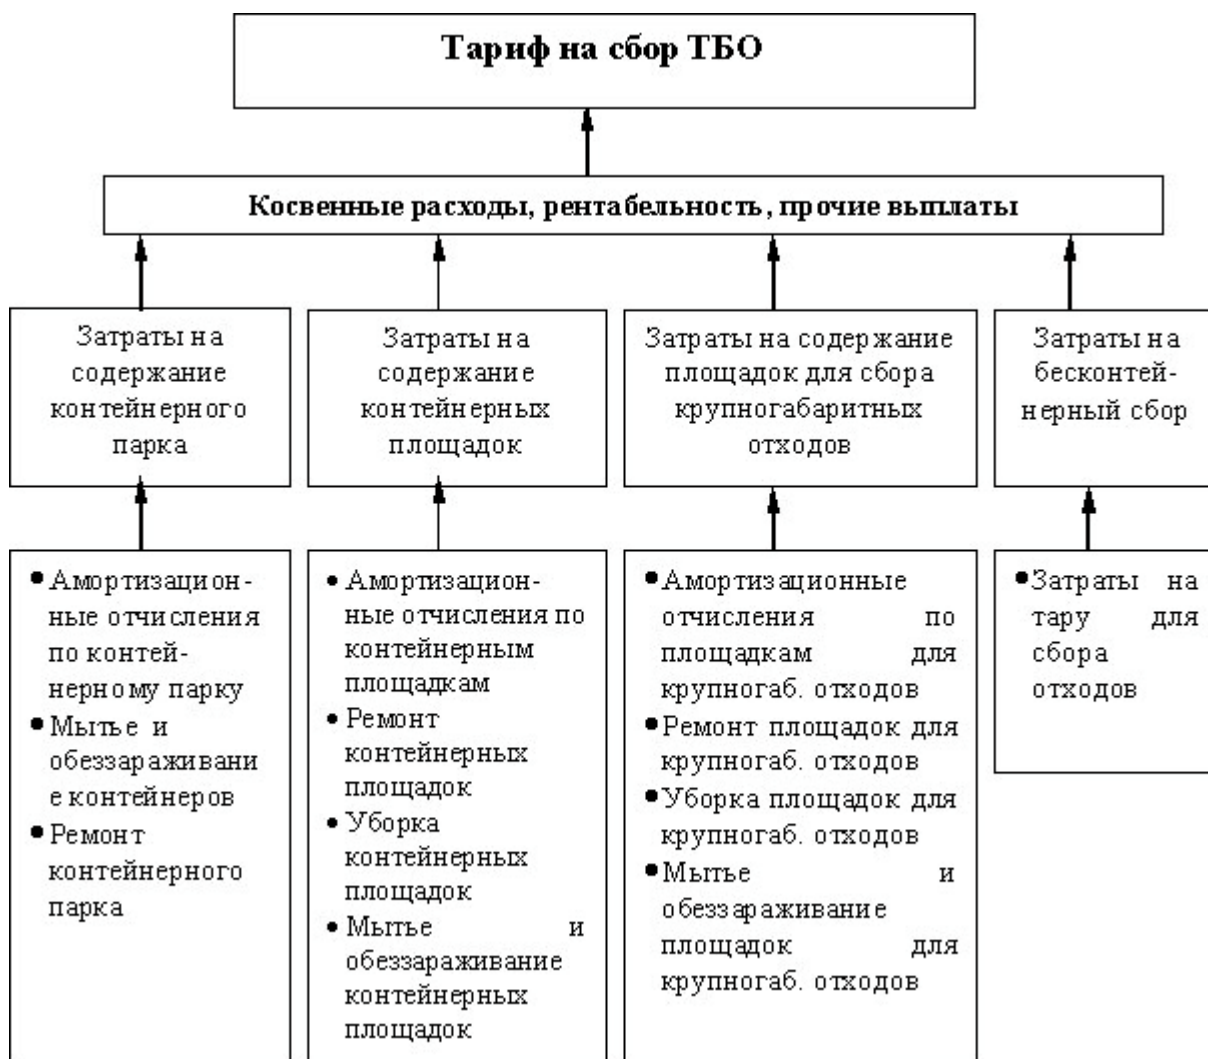 Тариф на сбор ТБО
Косвенные расходы, рентабельность, прочие выплаты
Затраты на
содержание
контейнерного
парка
Затраты на
содержание
контейнерных
площадок
Затраты на содержание
площадок для сбора
крупногабаритных
отходов
Затраты на
бесконтей-
нерный сбор
● Амортизацион-
ные отчисления
по контей-
нерному парку
● Мытье и
обеззараживани
е контейнеров
● Ремонт
контейнерного
парка
● Амортизацион-
ные отчисления по
контейнерным
площадкам
● Ремонт
контейнерных
площадок
● Уборка
контейнерных
площадок
● Мытье и
обеззараживание
контейнерных
площадок
● Амортизационные
отчисления по
площадкам для
крупногаб. отходов
● Ремонт площадок для
крупногаб. отходов
● Уборка площадок для
крупногаб. отходов
● Мытье и
обеззараживание
площадок для
крупногаб. отходов
● Затраты на
тару для
сбора
отходов